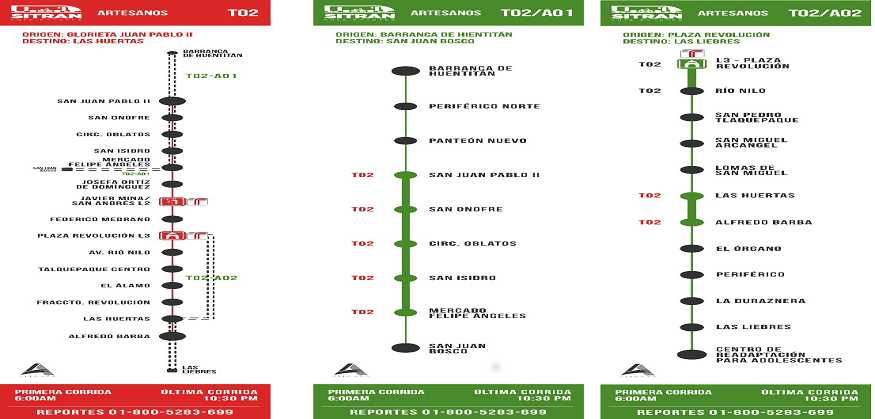 SITRAN
ARTESANOS
T02
ORIGEN: GLORIETA JUAN PABLO II
DESTINO: LAS HUERTAS
BARRANCA
DE HUENTITÁN
T02-A01
SAN JUAN PABLO II
SAN ONOFRE
CIRC. OBLATOS
SAN ISIDRO
MERCADO
FELIPE ÁNGELES
SAN JUAN
BOSCO
T02-A01
JOSEFA ORTÍZ
DE DOMÍNGUEZ
JAVIER MINA/
SAN ANDRÉS L2
FEDERICO MEDRANO
PLAZA REVOLUCIÓN L3
AV. RIÓ NILO
TALQUEPAQUE CENTRO
T02-A02
EL ÁLAMO
FRACCTO. REVOLUCIÓN
LAS HUERTAS
ALFREDO BARBA
LAS
LIEBRES
PRIMERA CORRIDA
6:00AM
ÚLTIMA CORRIDA
10:30 PM
REPORTES 01-800-5283-699
SITRAN
ARTESANOS
T02/A01
ORIGEN: BARRANCA DE HIENTITÁN
DESTINO: SAN JUAN BOSCO
BARRANCA DE
HUENTITÁN
PERIFÉRICO NORTE
PANTEÓN NUEVO
T02 SAN JUAN PABLO II
T02 SAN ONOFRE
T02 CIRC. OBLATOS
T02 SAN ISIDRO
T02 MERCADO
FELIPE ÁNGELES
SAN JUAN
BOSCO
PRIMERA CORRIDA
6:00AM
ÚLTIMA CORRIDA
10:30 PM
REPORTES 01-800-5283-699
SITRAN
ARTESANOS
T02/A02
ORIGEN: PLAZA REVOLUCIÓN
DESTINO: LAS LIEBRES
T02 L3 - PLAZA
REVOLUCIÓN
T02 RÍO NILO
SAN PEDRO
TLAQUEPAQUE
SAN MIGUEL
ARCANGEL
LOMAS DE
SAN MIGUEL
T02 LAS HUERTAS
T02 ALFREDO BARBA
EL ÓRGANO
PERIFÉRICO
LA DURAZNERA
LAS LIEBRES
CENTRO DE
READAPTACIÓN
PARA ADOLESCENTES
PRIMERA CORRIDA
6:00AM
ÚLTIMA CORRIDA
10:30 PM
REPORTES 01-800-5283-699